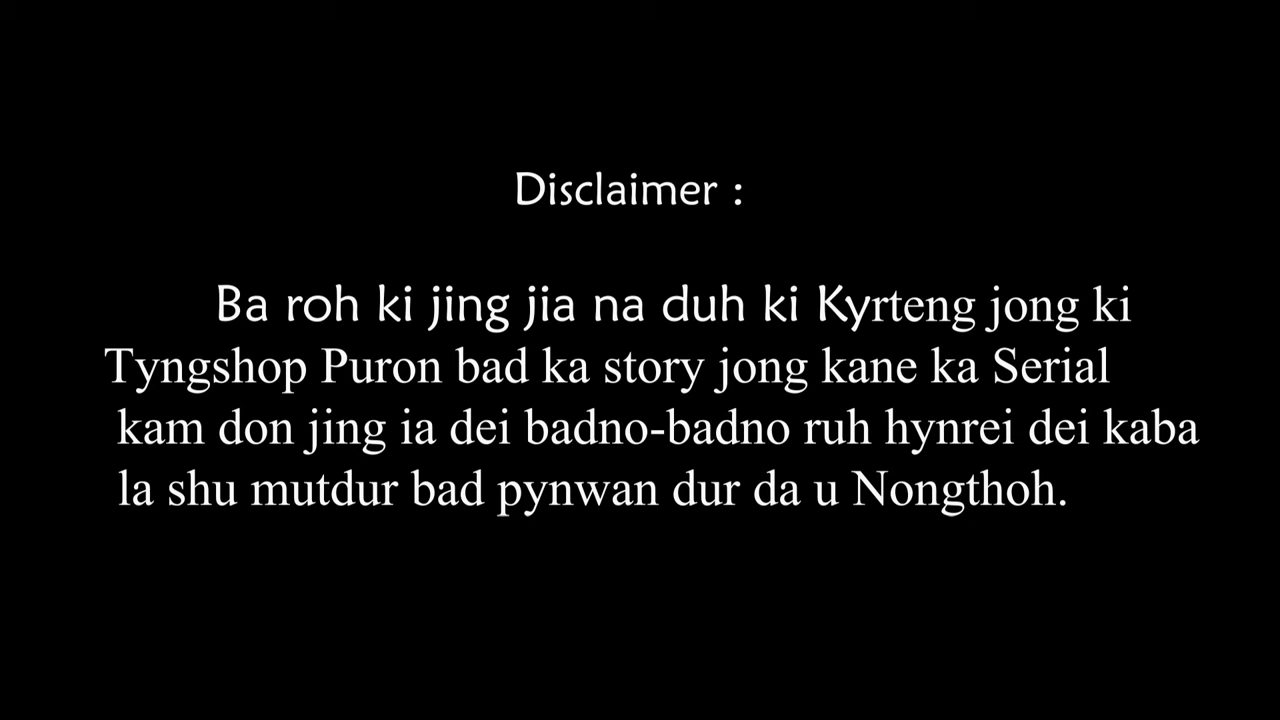 Disclaimer :
Ba roh ki jing jia na duh ki Kyrteng jong ki
Tyngshop Puron bad ka story jong kane ka Serial
kam don jing ia dei badno-badno ruh hynrei dei kaba
la shu mutdur bad pynwan dur da u Nongthoh.